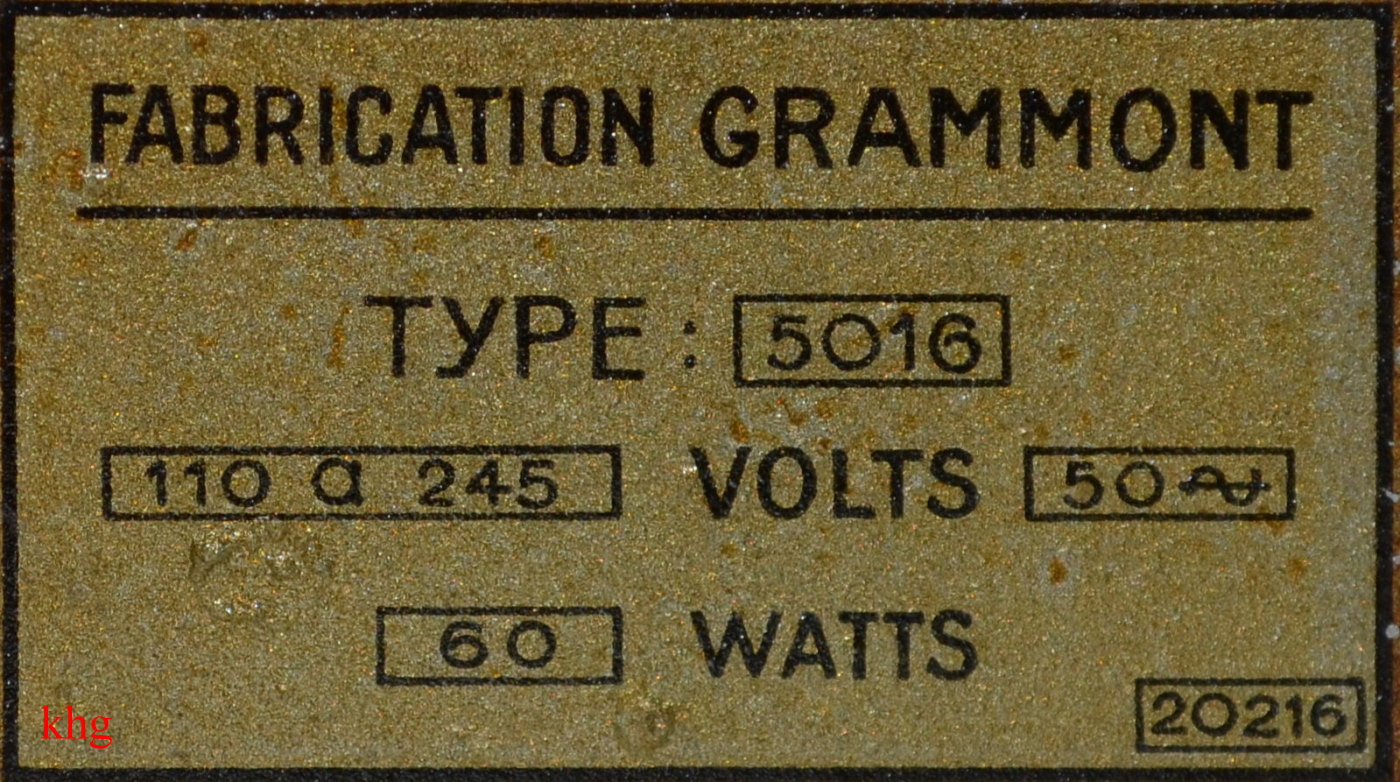 FABRICATION GRAMMONT
TYPE : 5016
110 a 245 VOLTS 50 ∿
60 WATTS
20216
khg